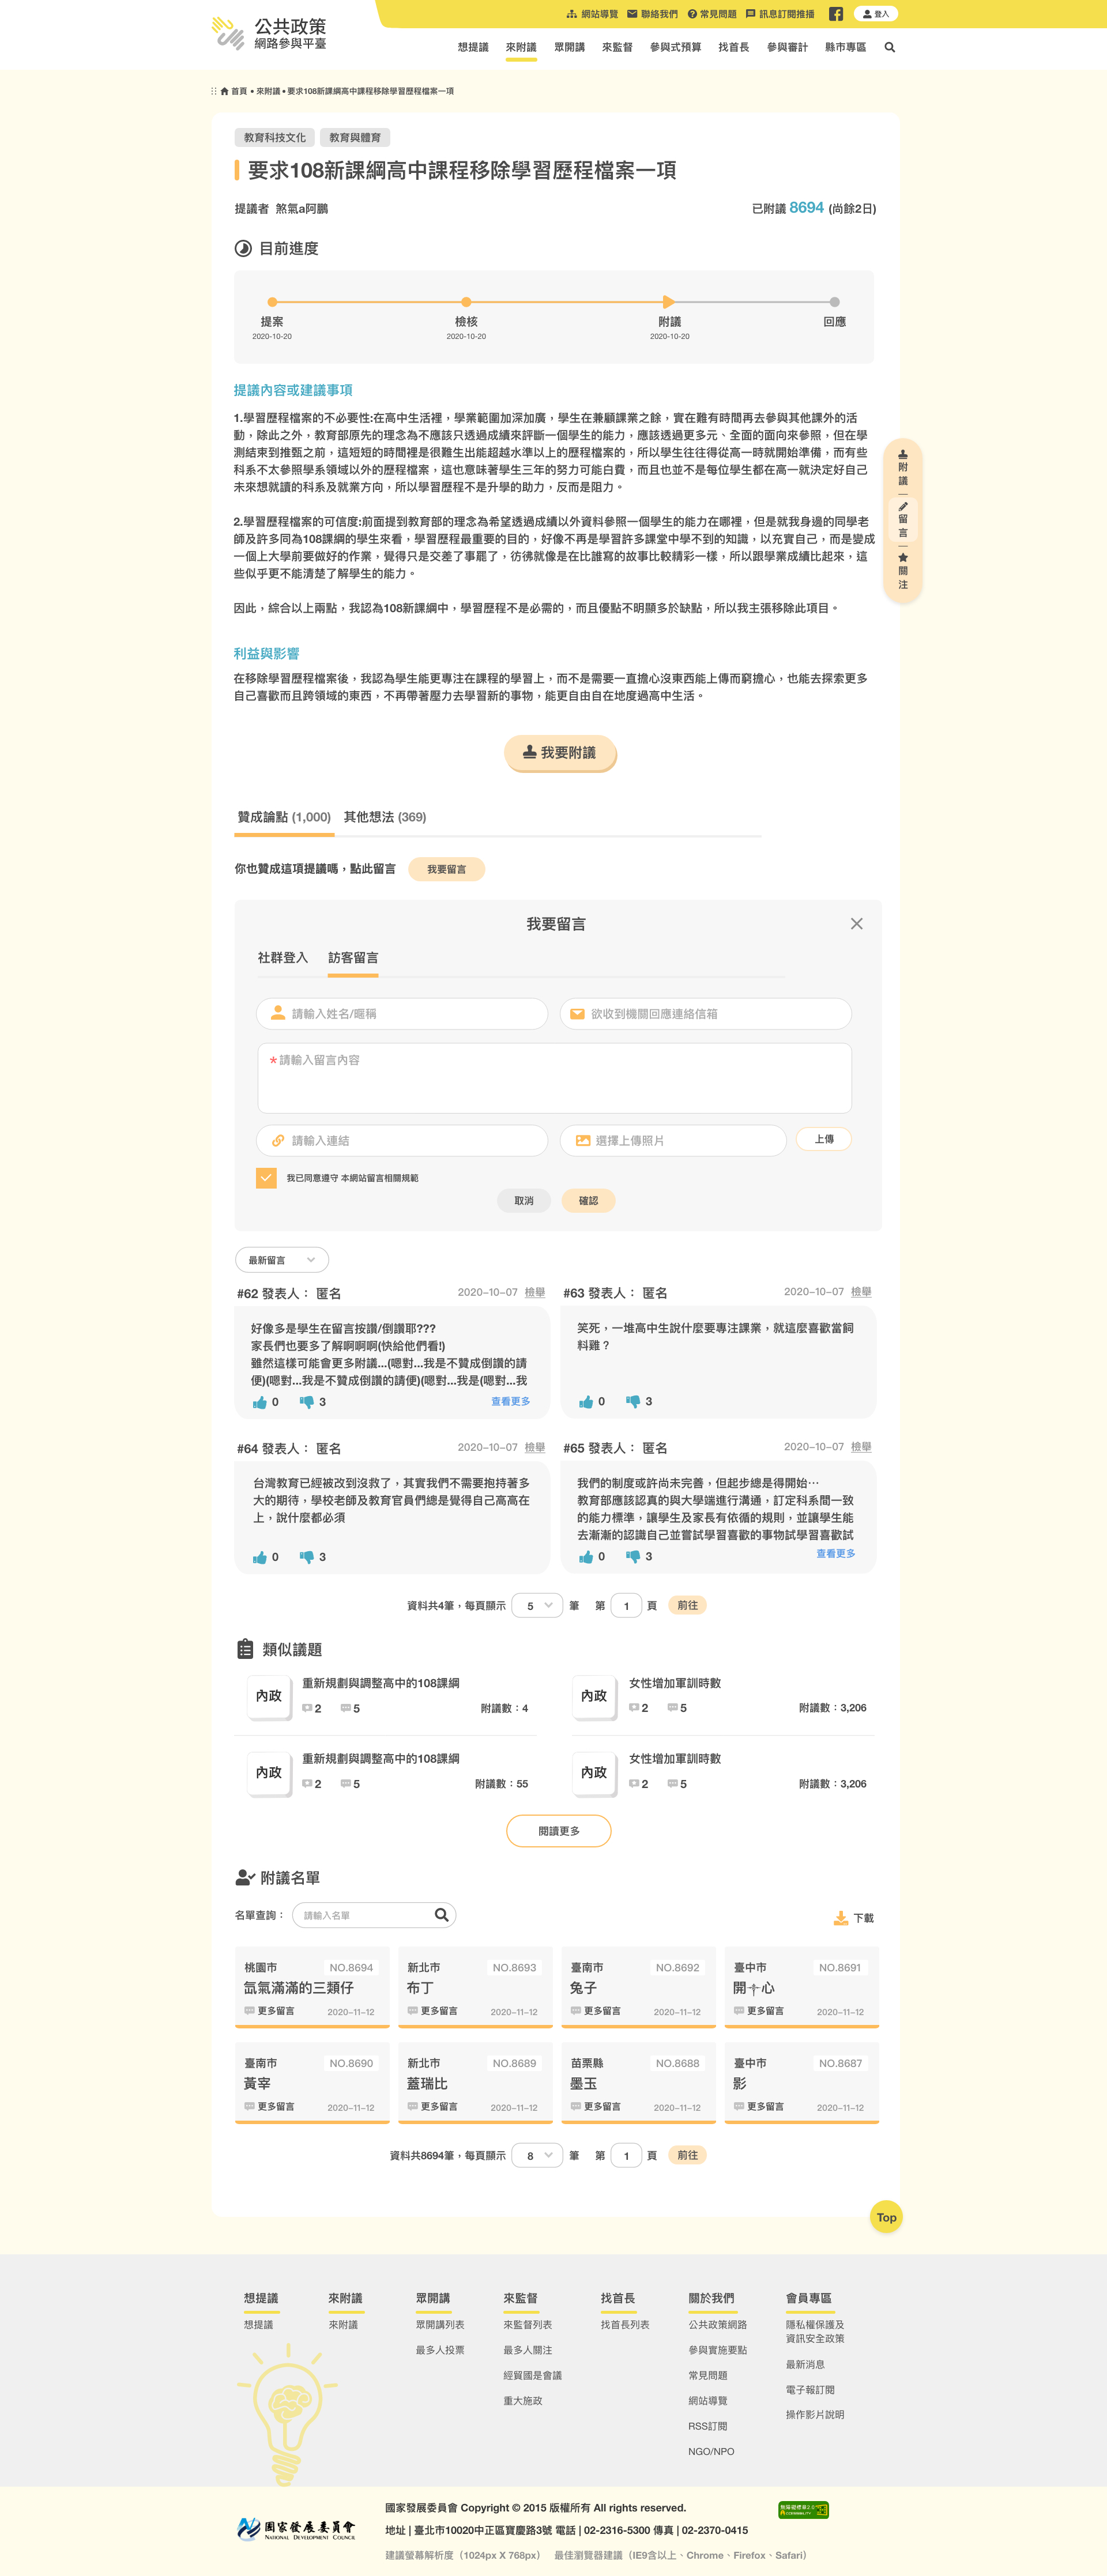 公共政策
網路參與平臺
網站導覽 聯絡我們 常見問題 訊息訂閱推播 登入
想提議 來附議 眾開講 來監督 參與式預算 找首長 參與審計 縣市專區
首頁 • 來附議 • 要求108新課綱高中課程移除學習歷程檔案一項
教育科技文化 教育與體育
要求108新課綱高中課程移除學習歷程檔案一項
提議者 煞氣a阿鵬
已附議 8694 (尚餘2日)
目前進度
提案 檢核 附議 回應
2020-10-20 2020-10-20 2020-10-20
提議內容或建議事項
1.學習歷程檔案的不必要性:在高中生活裡，學業範圍加深加廣，學生在兼顧課業之餘，實在難有時間再去參與其他課外的活
動，除此之外，教育部原先的理念為不應該只透過成績來評斷一個學生的能力，應該透過更多元、全面的面向來參照，但在學
測結束到推甄之前，這短短的時間裡是很難生出能超越水準以上的歷程檔案的，所以學生往往得從高一時就開始準備，而有些
科系不太參照學系領域以外的歷程檔案，這也意味著學生三年的努力可能白費，而且也並不是每位學生都在高一就決定好自己
未來想就讀的科系及就業方向，所以學習歷程不是升學的助力，反而是阻力。
2.學習歷程檔案的可信度:前面提到教育部的理念為希望透過成績以外資料參照一個學生的能力在哪裡，但是就我身邊的同學老
師及許多同為108課綱的學生來看，學習歷程最重要的目的，好像不再是學習許多課堂中學不到的知識，以充實自己，而是變成
一個上大學前要做好的作業，覺得只是交差了事罷了，彷彿就像是在比誰寫的故事比較精彩一樣，所以跟學業成績比起來，這
些似乎更不能清楚了解學生的能力。
因此，綜合以上兩點，我認為108新課綱中，學習歷程不是必需的，而且優點不明顯多於缺點，所以我主張移除此項目。
附議
留言
關注
利益與影響
在移除學習歷程檔案後，我認為學生能更專注在課程的學習上，而不是需要一直擔心沒東西能上傳而窮擔心，也能去探索更多
自己喜歡而且跨領域的東西，不再帶著壓力去學習新的事物，能更自由自在地度過高中生活。
我要附議
贊成論點 (1,000) 其他想法 (369)
你也贊成這項提議嗎，點此留言 我要留言
我要留言
社群登入 訪客留言
請輸入姓名/暱稱 欲收到機關回應連絡信箱
*請輸入留言內容
請輸入連結 選擇上傳照片 上傳
我已同意遵守 本網站留言相關規範
取消 確認
最新留言
#62 發表人： 匿名 2020-10-07 檢舉
好像多是學生在留言按讚/倒讚耶???
家長們也要多了解啊啊啊(快給他們看!)
雖然這樣可能會更多附議...(嗯對...我是不贊成倒讚的請
便)(嗯對...我是不贊成倒讚的請便)(嗯對...我是(嗯對...我
0 3 查看更多
#63 發表人： 匿名 2020-10-07 檢舉
笑死，一堆高中生說什麼要專注課業，就這麼喜歡當飼
料雞？
0 3
#64 發表人： 匿名 2020-10-07 檢舉
台灣教育已經被改到沒救了，其實我們不需要抱持著多
大的期待，學校老師及教育官員們總是覺得自己高高在
上，說什麼都必須
0 3
#65 發表人： 匿名 2020-10-07 檢舉
我們的制度或許尚未完善，但起步總是得開始…
教育部應該認真的與大學端進行溝通，訂定科系間一致
的能力標準，讓學生及家長有依循的規則，並讓學生能
去漸漸的認識自己並嘗試學習喜歡的事物試學習喜歡試
0 3 查看更多
資料共4筆，每頁顯示 5 筆 第 1 頁 前往
類似議題
內政 重新規劃與調整高中的108課綱
2 5 附議數：4
內政 女性增加軍訓時數
2 5 附議數：3,206
內政 重新規劃與調整高中的108課綱
2 5 附議數：55
內政 女性增加軍訓時數
2 5 附議數：3,206
閱讀更多
附議名單
名單查詢： 請輸入名單 下載
桃園市 NO.8694
氙氣滿滿的三類仔
更多留言 2020-11-12
新北市 NO.8693
布丁
更多留言 2020-11-12
臺南市 NO.8692
兔子
更多留言 2020-11-12
臺中市 NO.8691
開╬心
更多留言 2020-11-12
臺南市 NO.8690
黃宰
更多留言 2020-11-12
新北市 NO.8689
蓋瑞比
更多留言 2020-11-12
苗栗縣 NO.8688
墨玉
更多留言 2020-11-12
臺中市 NO.8687
影
更多留言 2020-11-12
資料共8694筆，每頁顯示 8 筆 第 1 頁 前往
Top
想提議
想提議
來附議
來附議
眾開講
眾開講列表
最多人投票
來監督
來監督列表
最多人關注
經貿國是會議
重大施政
找首長
找首長列表
關於我們
公共政策網路
參與實施要點
常見問題
網站導覽
RSS訂閱
NGO/NPO
會員專區
隱私權保護及
資訊安全政策
最新消息
電子報訂閱
操作影片說明
國家發展委員會
NATIONAL DEVELOPMENT COUNCIL
國家發展委員會 Copyright © 2015 版權所有 All rights reserved.
地址 | 臺北市10020中正區寶慶路3號 電話 | 02-2316-5300 傳真 | 02-2370-0415
建議螢幕解析度（1024px X 768px） 最佳瀏覽器建議（IE9含以上、Chrome、Firefox、Safari）